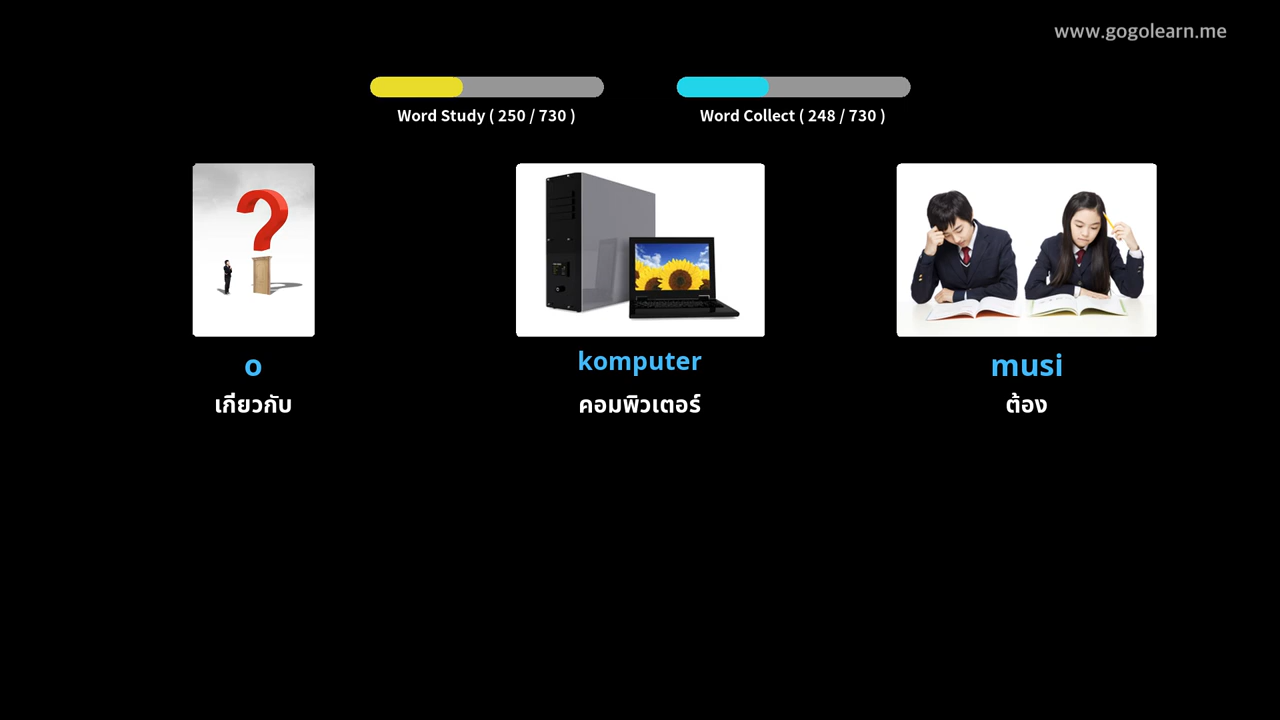 www.gogolearn.me
Word Study ( 250 / 730 )
Word Collect ( 248 / 730 )
o
komputer
musi
เกี่ยวกับ
คอมพิวเตอร์
ต้อง